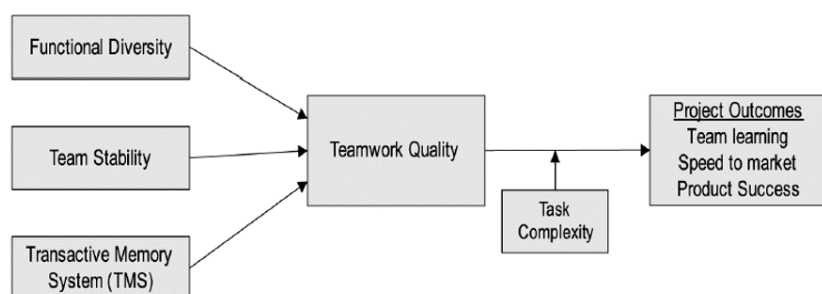 Functional Diversity
Team Stability
Transactive Memory
System (TMS)
Teamwork Quality
Task
Complexity
Project Outcomes
Team learning
Speed to market
Product Success